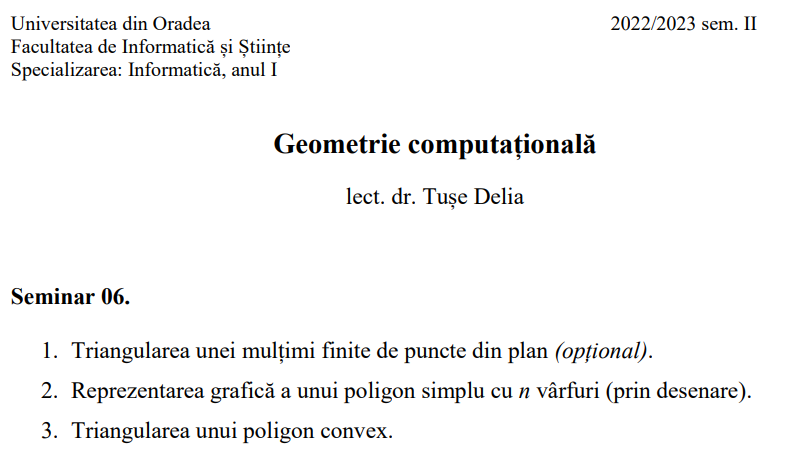 Universitatea din Oradea 2022/2023 sem. II
Facultatea de Informatică și Științe
Specializarea: Informatică, anul I
Geometrie computațională
lect. dr. Tușe Delia
Seminar 06.
1. Triangularea unei mulțimi finite de puncte din plan (opțional).
2. Reprezentarea grafică a unui poligon simplu cu n vârfuri (prin desenare).
3. Triangularea unui poligon convex.